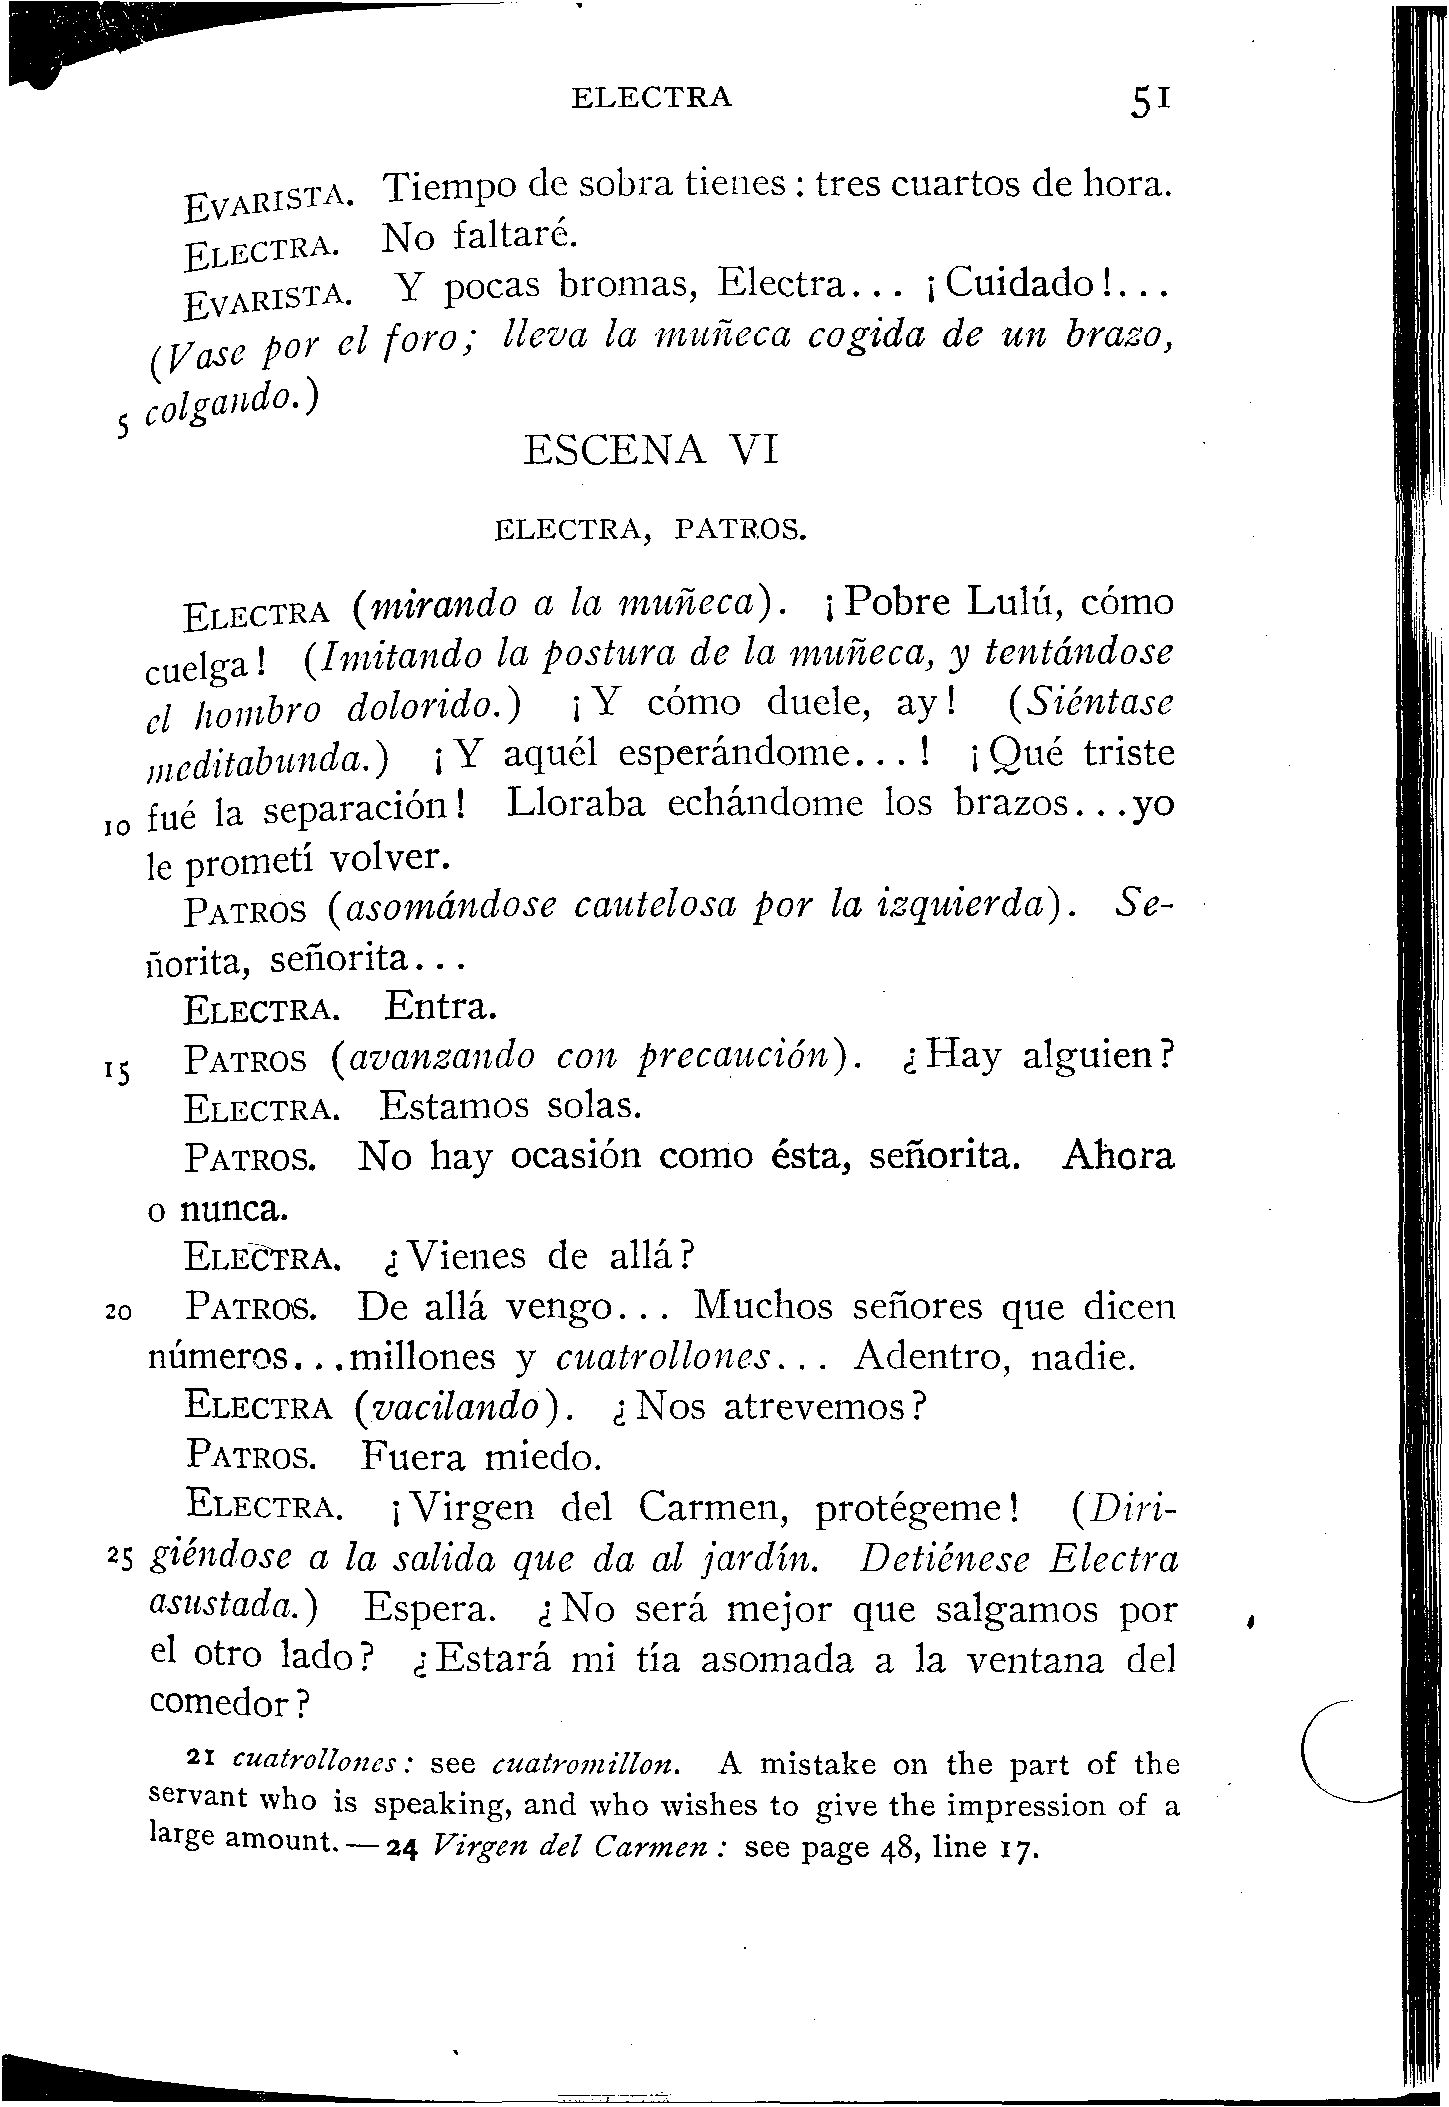 ELECTRA 51
EVARISTA. Tiempo de sobra tienes: tres cuartos de hora.
ELECTRA. No faltaré.
EVARISTA. Y pocas bromas, Electra... ¡Cuidado!...
(Vase por el foro; lleva la muñeca cogida de un brazo,
5 colgando.)
ESCENA VI
ELECTRA, PATROS.
ELECTRA (mirando a la muñeca). ¡Pobre Lulú, cómo
cuelga! (Imitando la postura de la muñeca, y tentándose
el hombro dolorido.) ¡Y cómo duele, ay! (Siéntase
meditabunda.) ¡Y aquél esperándome...! ¡Qué triste
10 fué la separación! Lloraba echándome los brazos...yo
le prometí volver.
PATROS (asomándose cautelosa por la izquierda). Se-
ñorita, señorita...
ELECTRA. Entra.
15 PATROS (avanzando con precaución). ¿Hay alguien?
ELECTRA. Estamos solas.
PATROS. No hay ocasión como ésta, señorita. Ahora
o nunca.
ELECTRA. ¿Vienes de allá?
20 PATROS. De allá vengo... Muchos señores que dicen
números...millones y cuatrollones... Adentro, nadie.
ELECTRA (vacilando). ¿Nos atrevemos?
PATROS. Fuera miedo.
ELECTRA. ¡Virgen del Carmen, protégeme! (Diri-
25 giéndose a la salida que da al jardín. Detiénese Electra
asustada.) Espera. ¿No será mejor que salgamos por
el otro lado? ¿Estará mi tía asomada a la ventana del
comedor?
21 cuatrollones: see cuatromillon. A mistake on the part of the
servant who is speaking, and who wishes to give the impression of a
large amount.—24 Virgen del Carmen: see page 48, line 17.